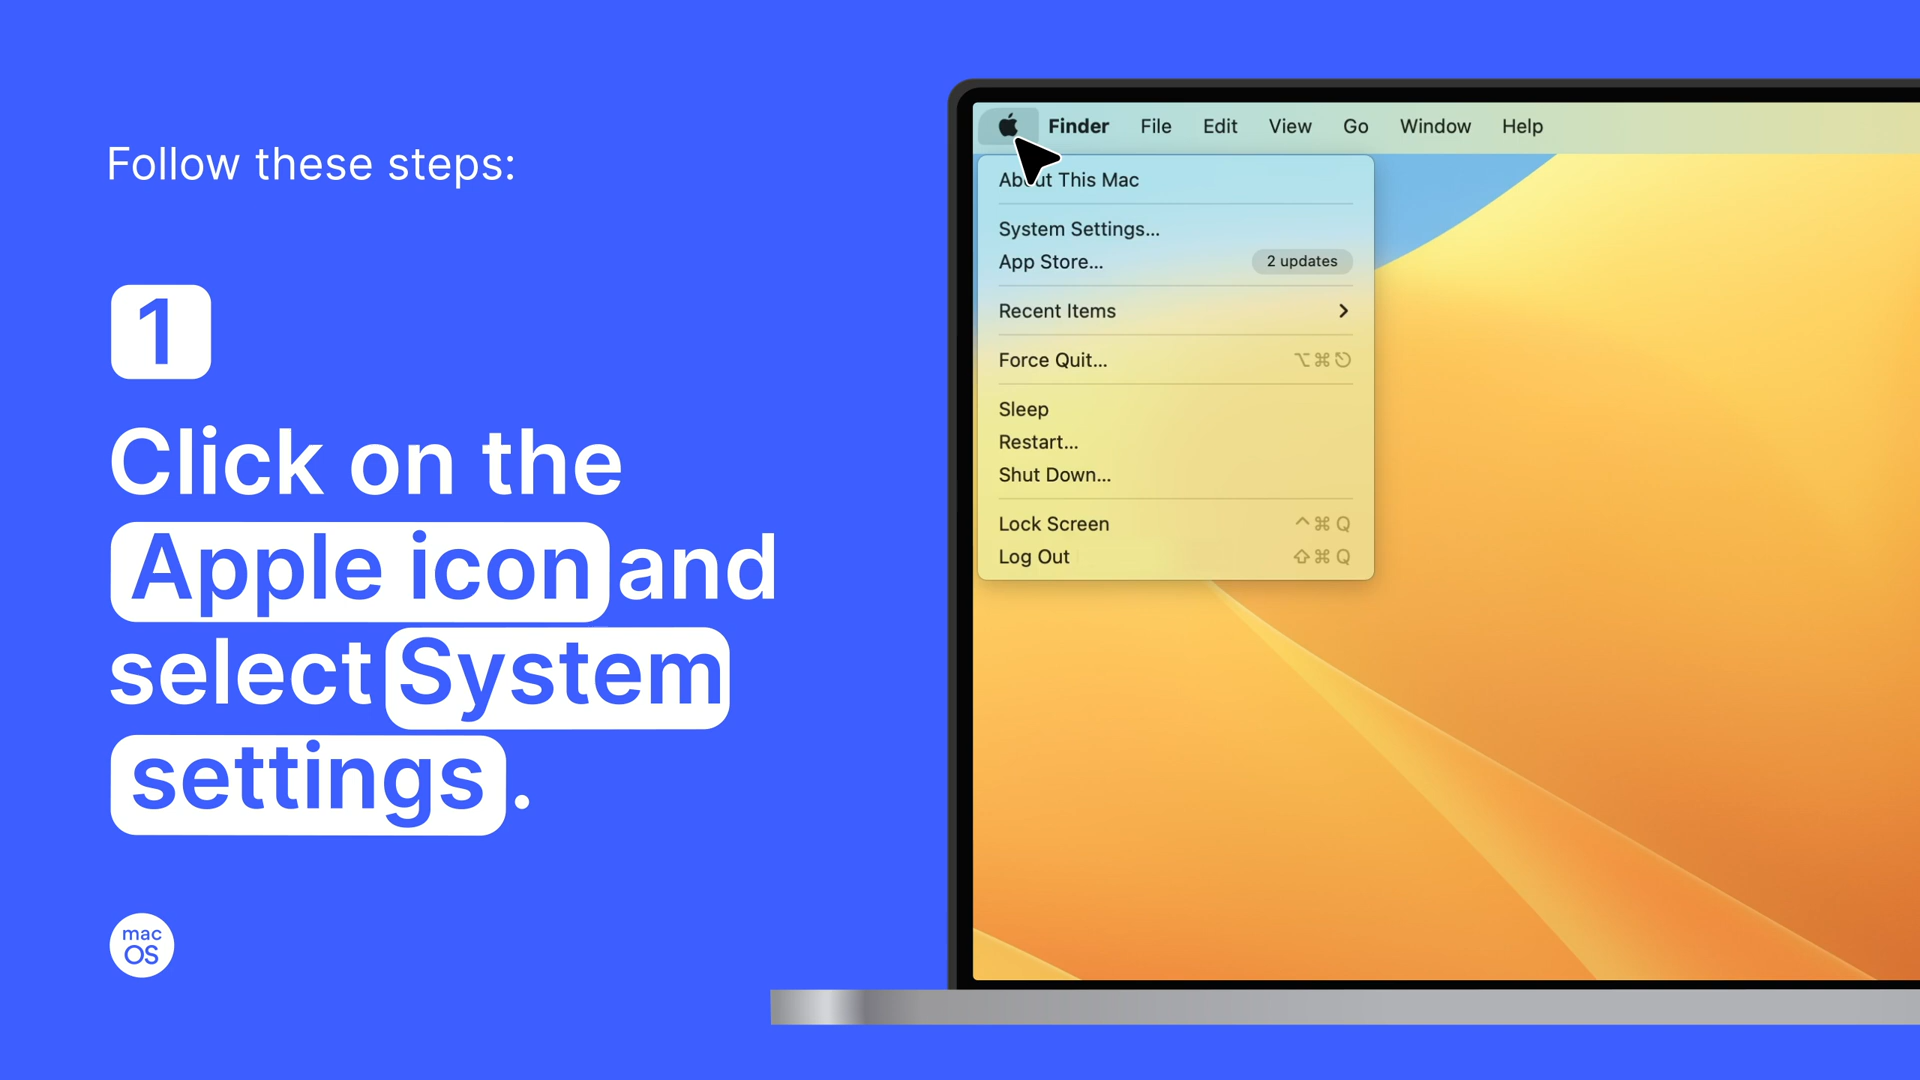 Follow these steps:
1
Click on the
Apple icon and
select System
settings.
mac
OS
Finder File Edit View Go Window Help
About This Mac
System Settings...
App Store... 2 updates
Recent Items
Force Quit... ⌥⌘⎋
Sleep
Restart...
Shut Down...
Lock Screen ^⌘Q
Log Out ⇧⌘Q